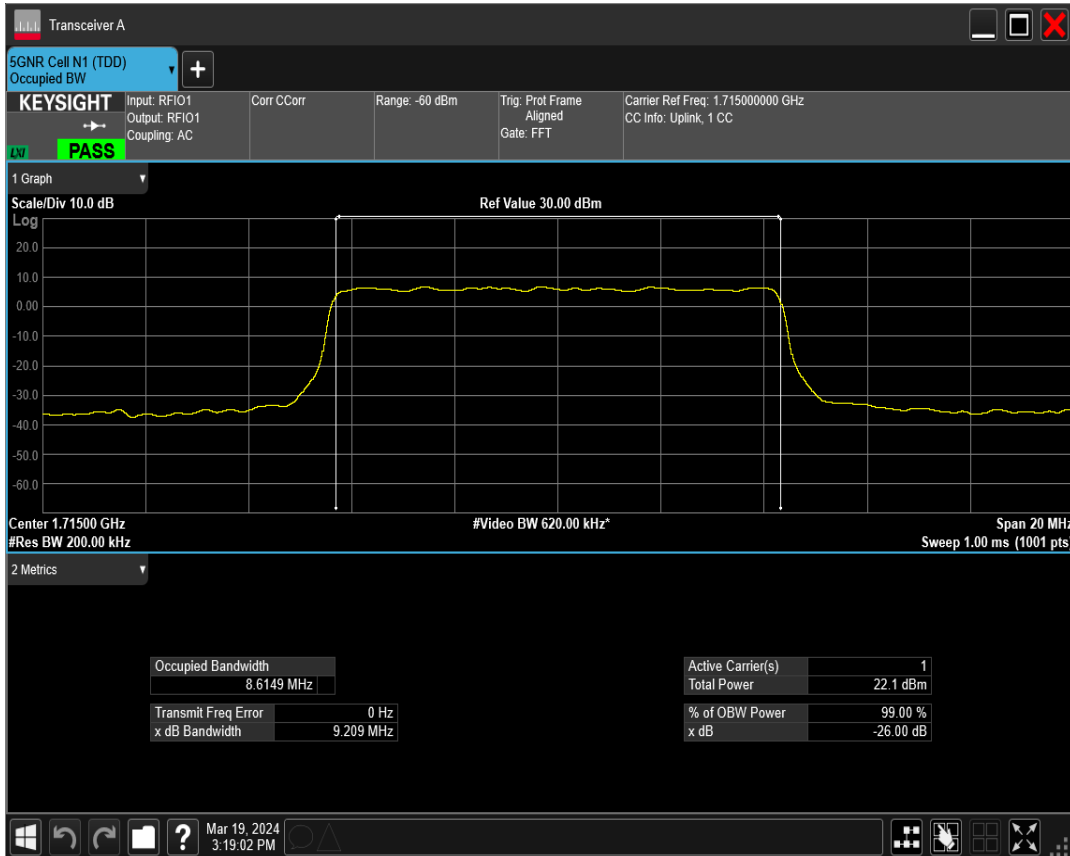 Transceiver A
5GNR Cell N1 (TDD)
Occupied BW
+
KEYSIGHT
LXI
PASS
Input: RFIO1
Output: RFIO1
Coupling: AC
Corr CCorr
Range: -60 dBm
Trig: Prot Frame
Aligned
Gate: FFT
Carrier Ref Freq: 1.715000000 GHz
CC Info: Uplink, 1 CC
1 Graph
Scale/Div 10.0 dB
Ref Value 30.00 dBm
Log
20.0
10.0
0.00
-10.0
-20.0
-30.0
-40.0
-50.0
-60.0
Center 1.71500 GHz
#Video BW 620.00 kHz*
Span 20 MHz
#Res BW 200.00 kHz
Sweep 1.00 ms (1001 pts)
2 Metrics
Occupied Bandwidth
8.6149 MHz
Transmit Freq Error 0 Hz
x dB Bandwidth 9.209 MHz
Active Carrier(s) 1
Total Power 22.1 dBm
% of OBW Power 99.00 %
x dB -26.00 dB
?
Mar 19, 2024
3:19:02 PM